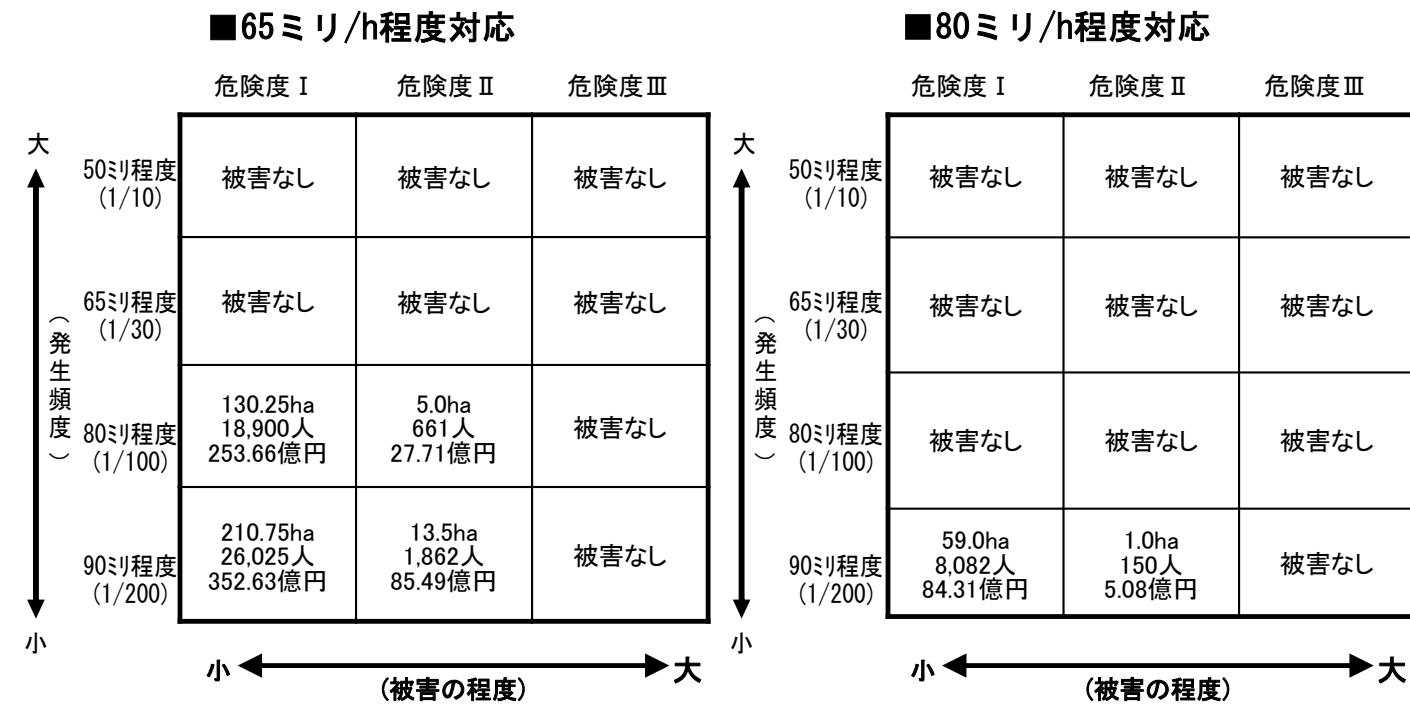 ■65ミリ/h程度対応
危険度Ⅰ 危険度Ⅱ 危険度Ⅲ
大
50ミリ程度
(1/10)
被害なし 被害なし 被害なし
65ミリ程度
(1/30)
被害なし 被害なし 被害なし
(発生頻度)
80ミリ程度
(1/100)
130.25ha
18,900人
253.66億円
5.0ha
661人
27.71億円
被害なし
90ミリ程度
(1/200)
210.75ha
26,025人
352.63億円
13.5ha
1,862人
85.49億円
被害なし
小
小 大
(被害の程度)
■80ミリ/h程度対応
危険度Ⅰ 危険度Ⅱ 危険度Ⅲ
大
50ミリ程度
(1/10)
被害なし 被害なし 被害なし
65ミリ程度
(1/30)
被害なし 被害なし 被害なし
(発生頻度)
80ミリ程度
(1/100)
被害なし 被害なし 被害なし
90ミリ程度
(1/200)
59.0ha
8,082人
84.31億円
1.0ha
150人
5.08億円
被害なし
小
小 大
(被害の程度)